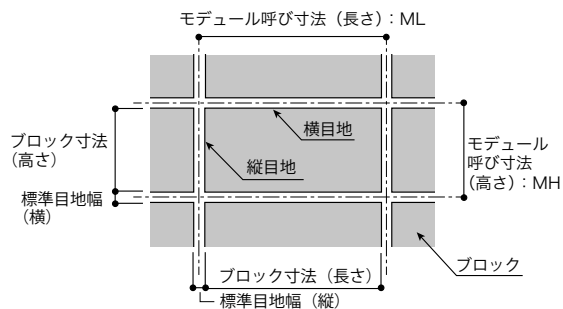 モデュール呼び寸法（長さ）：ML
ブロック寸法
（高さ）
横目地
縦目地
モデュール
呼び寸法
（高さ）：MH
標準目地幅
（横）
ブロック
ブロック寸法（長さ）
標準目地幅（縦）